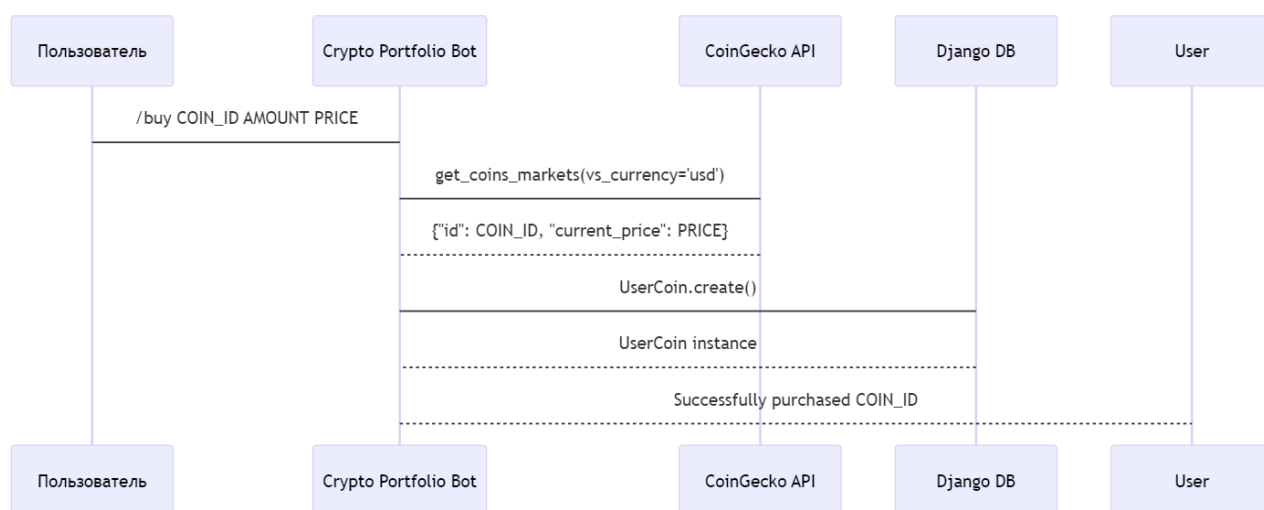 Пользователь
Crypto Portfolio Bot
CoinGecko API
Django DB
User
/buy COIN_ID AMOUNT PRICE
get_coins_markets(vs_currency='usd')
{"id": COIN_ID, "current_price": PRICE}
UserCoin.create()
UserCoin instance
Successfully purchased COIN_ID
Пользователь
Crypto Portfolio Bot
CoinGecko API
Django DB
User